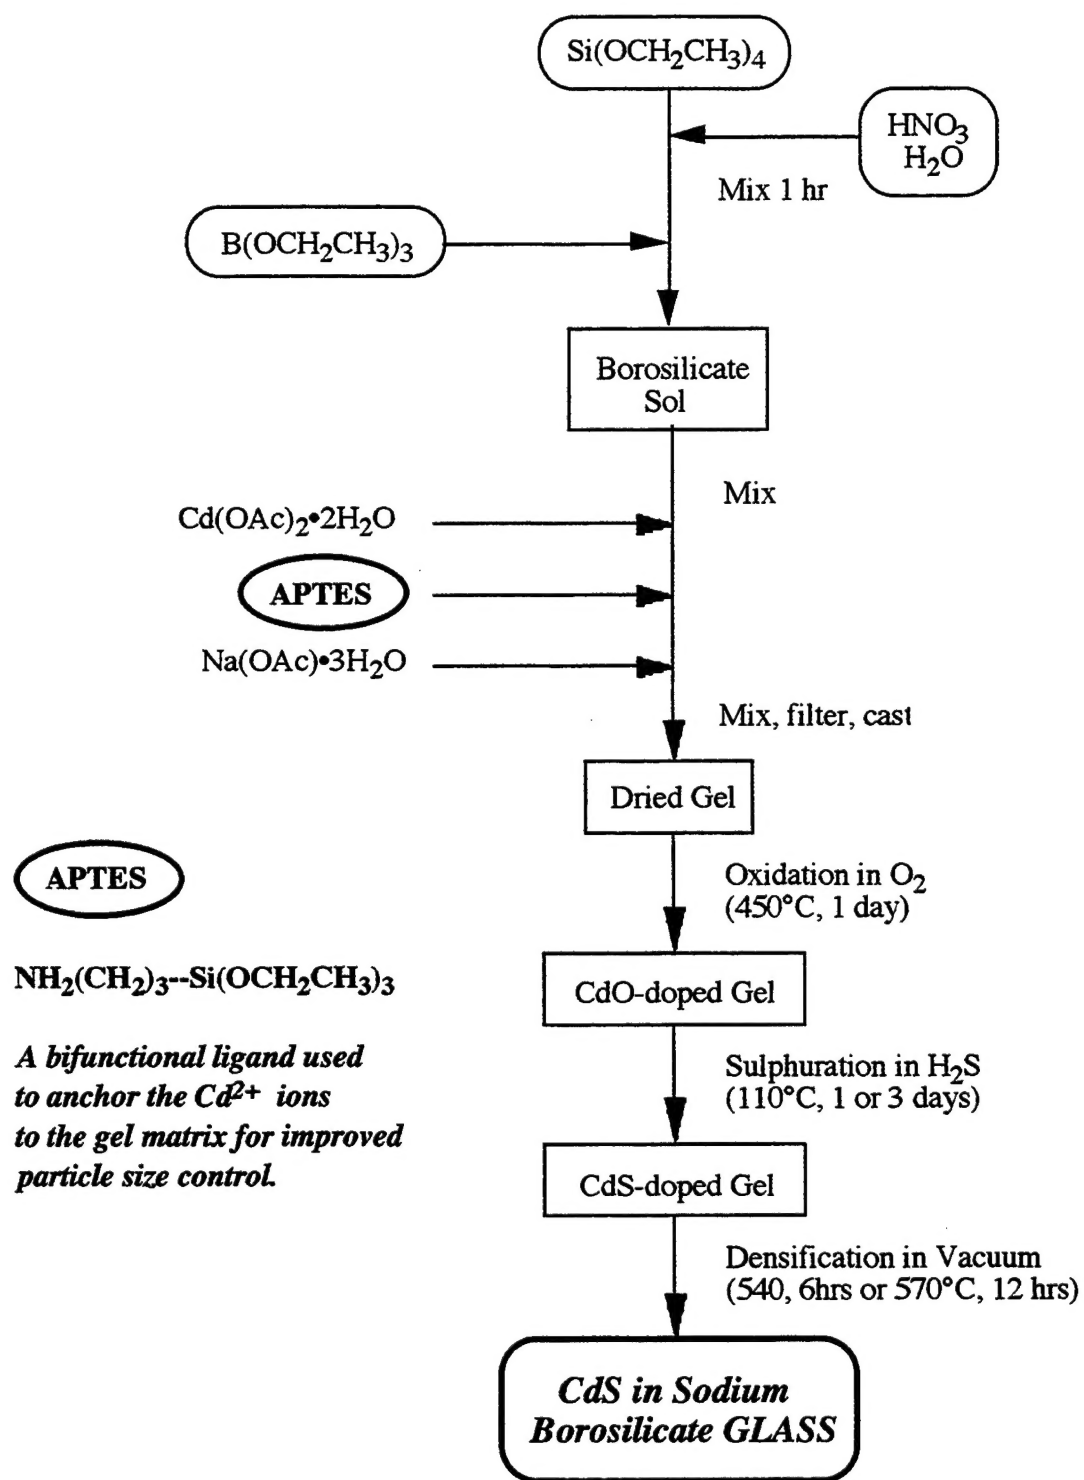 Si(OCH₂CH₃)₄
HNO₃
H₂O
Mix 1 hr
B(OCH₂CH₃)₃
Borosilicate
Sol
Mix
Cd(OAc)₂•2H₂O
APTES
Na(OAc)•3H₂O
Mix, filter, cast
Dried Gel
APTES
Oxidation in O₂
(450°C, 1 day)
NH₂(CH₂)₃--Si(OCH₂CH₃)₃
CdO-doped Gel
A bifunctional ligand used
to anchor the Cd²⁺ ions
to the gel matrix for improved
particle size control.
Sulphuration in H₂S
(110°C, 1 or 3 days)
CdS-doped Gel
Densification in Vacuum
(540, 6hrs or 570°C, 12 hrs)
CdS in Sodium
Borosilicate GLASS